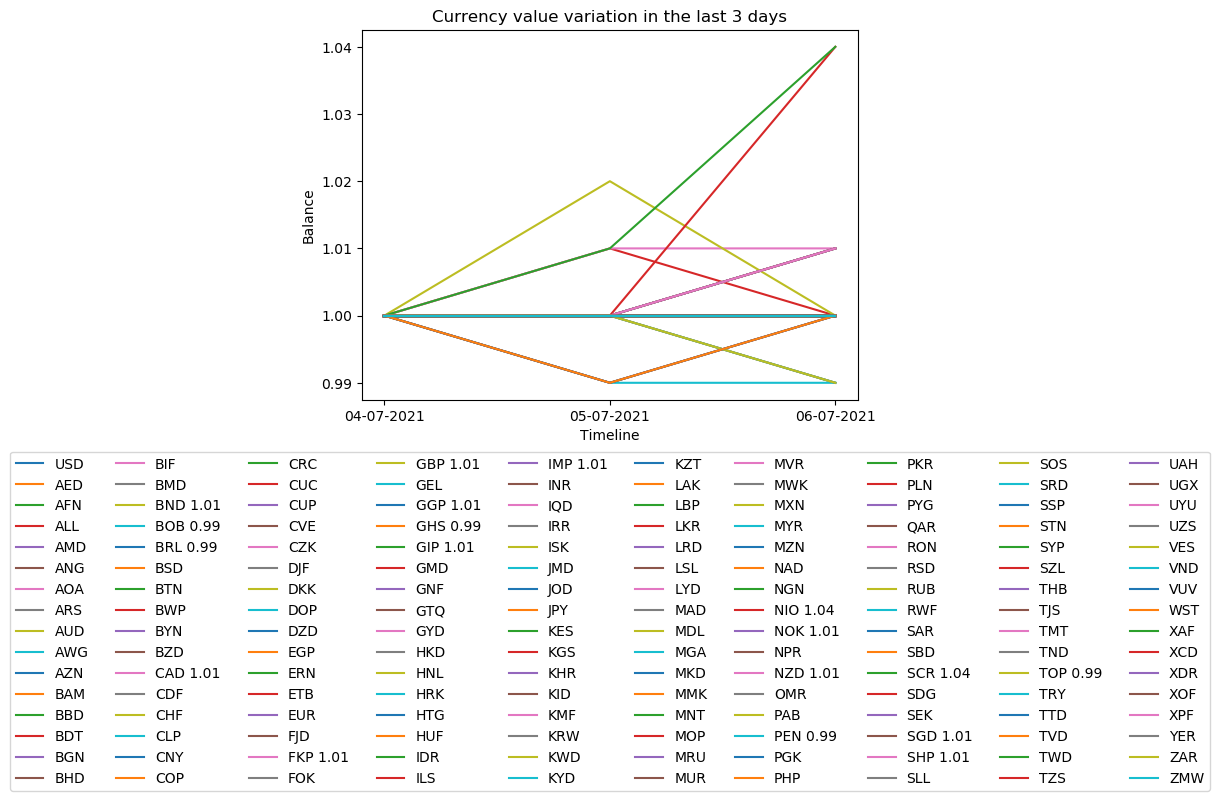 Currency value variation in the last 3 days
Balance
1.04
1.03
1.02
1.01
1.00
0.99
04-07-2021 05-07-2021 06-07-2021
Timeline
USD BIF CRC GBP 1.01 IMP 1.01 KZT MVR PKR SOS UAH
AED BMD CUC GEL INR LAK MWK PLN SRD UGX
AFN BND 1.01 CUP GGP 1.01 IQD LBP MXN PYG SSP UYU
ALL BOB 0.99 CVE GHS 0.99 IRR LKR MYR QAR STN UZS
AMD BRL 0.99 CZK GIP 1.01 ISK LRD MZN RON SYP VES
ANG BSD DJF GMD JMD LSL NAD RSD SZL VND
AOA BTN DKK GNF JOD LYD NGN RUB THB VUV
ARS BWP DOP GTQ JPY MAD NIO 1.04 RWF TJS WST
AUD BYN DZD GYD KES MDL NOK 1.01 SAR TMT XAF
AWG BZD EGP HKD KGS MGA NPR SBD TND XCD
AZN CAD 1.01 ERN HNL KHR MKD NZD 1.01 SCR 1.04 TOP 0.99 XDR
BAM CDF ETB HRK KID MMK OMR SDG TRY XOF
BBD CHF EUR HTG KMF MNT PAB SEK TTD XPF
BDT CLP FJD HUF KRW MOP PEN 0.99 SGD 1.01 TVD YER
BGN CNY FKP 1.01 IDR KWD MRU PGK SHP 1.01 TWD ZAR
BHD COP FOK ILS KYD MUR PHP SLL TZS ZMW